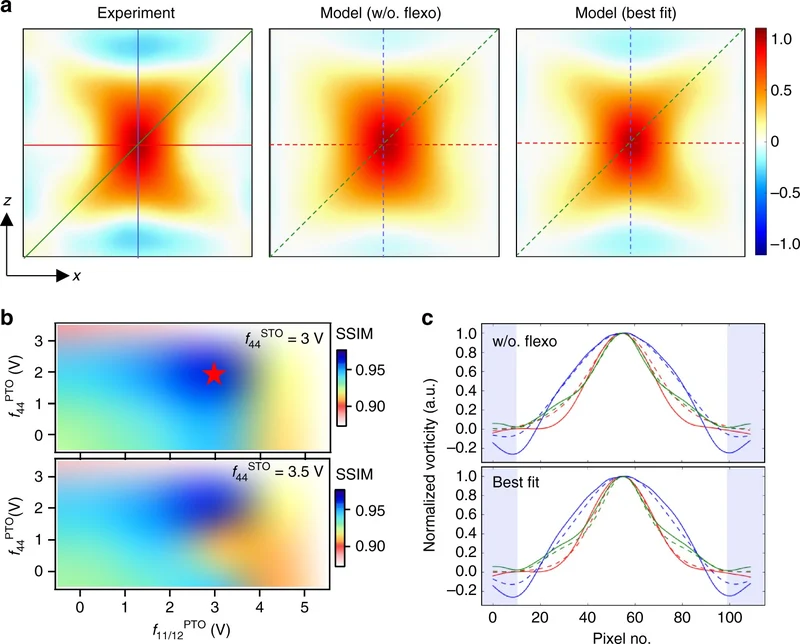 a
Experiment
Model (w/o. flexo)
Model (best fit)
1.0
0.5
0
–0.5
–1.0
z
x
b
f44STO = 3 V
SSIM
0.95
0.90
3
2
1
0
f44PTO (V)
f44STO = 3.5 V
SSIM
0.95
0.90
3
2
1
0
f44PTO(V)
0 1 2 3 4 5
f11/12PTO (V)
c
w/o. flexo
1.0
0.8
0.6
0.4
0.2
0.0
–0.2
Best fit
1.0
0.8
0.6
0.4
0.2
0.0
–0.2
Normalized vorticity (a.u.)
0 20 40 60 80 100
Pixel no.